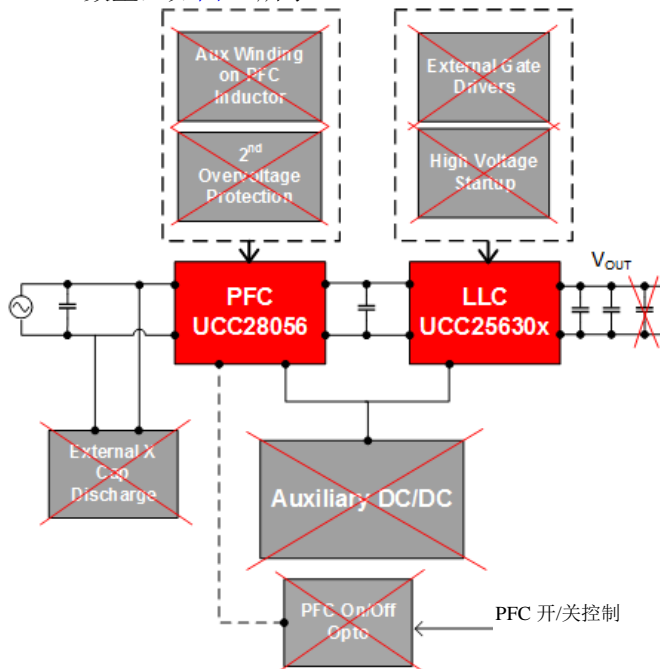 Aux Winding
on PFC
Inductor
External Gate
Drivers
2nd
Overvoltage
Protection
High Voltage
Startup
VOUT
PFC
UCC28056
LLC
UCC25630x
External X
Cap
Discharge
Auxiliary DC/DC
PFC On/Off
Opto
PFC 开/关控制